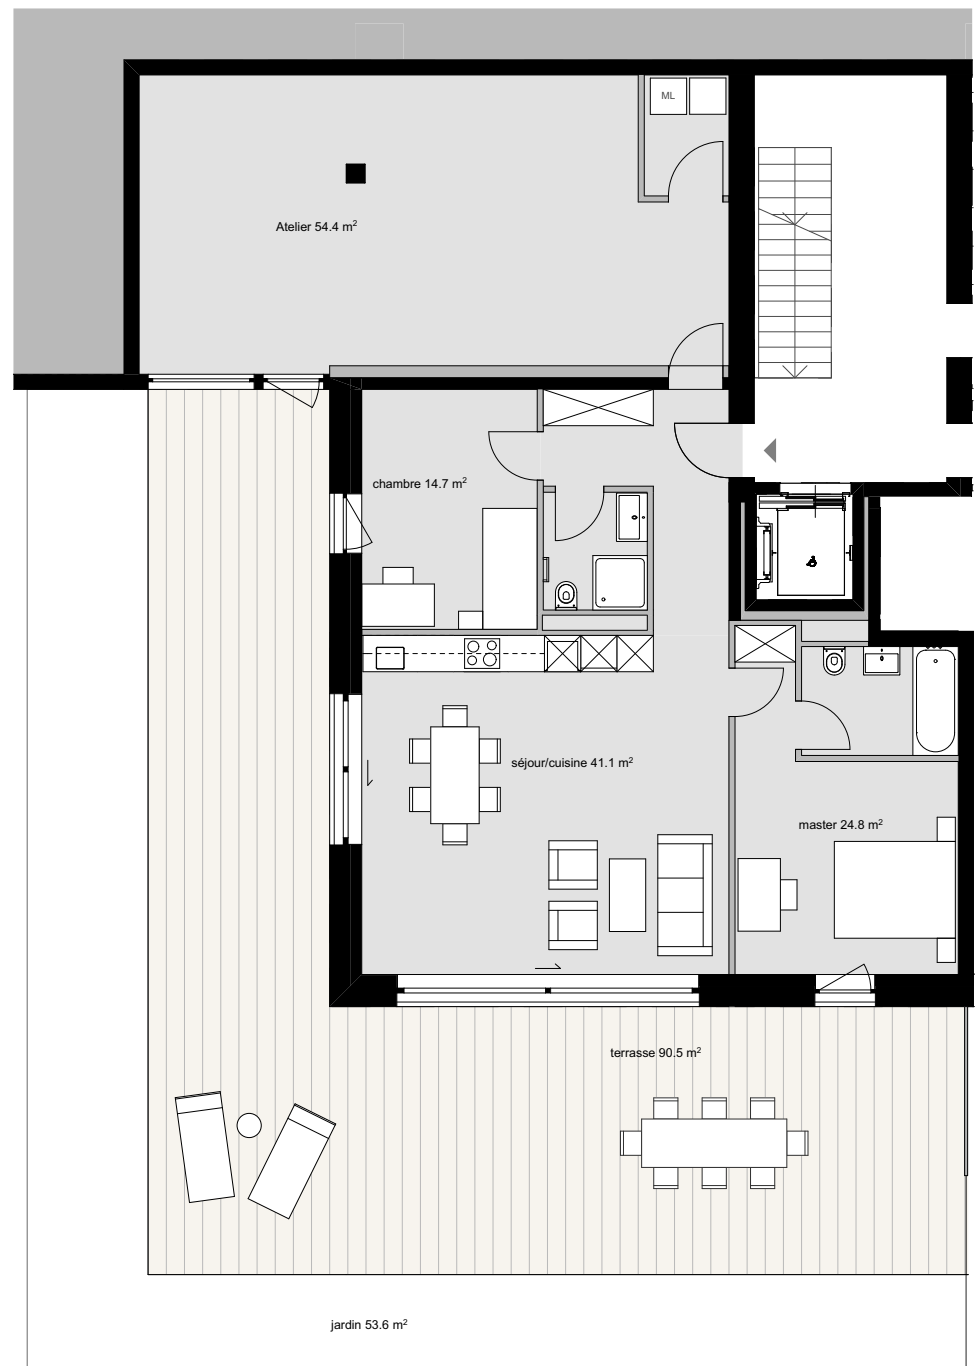 ML
Atelier 54.4 m²
chambre 14.7 m²
séjour/cuisine 41.1 m²
master 24.8 m²
terrasse 90.5 m²
jardin 53.6 m²